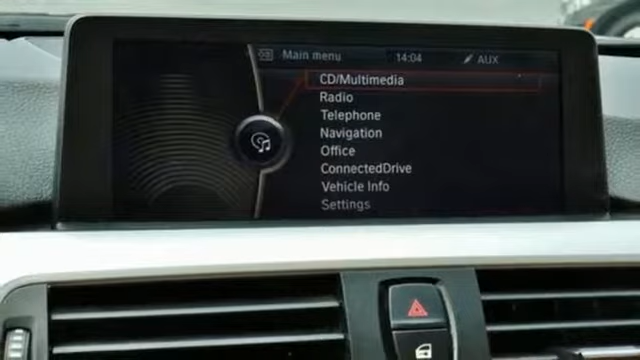 Main menu 14:04 AUX
CD/Multimedia
Radio
Telephone
Navigation
Office
ConnectedDrive
Vehicle Info
Settings